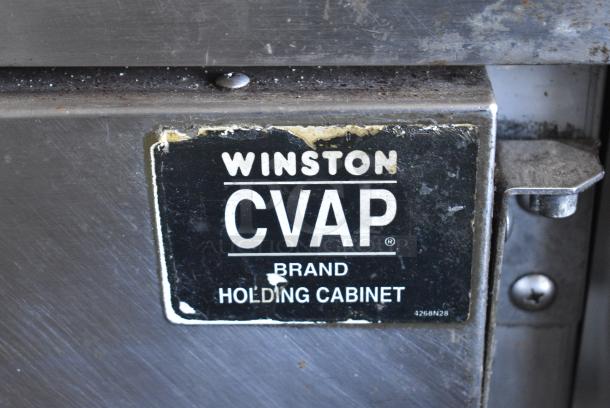 WINSTON
CVAP®
BRAND
HOLDING CABINET
4268N28